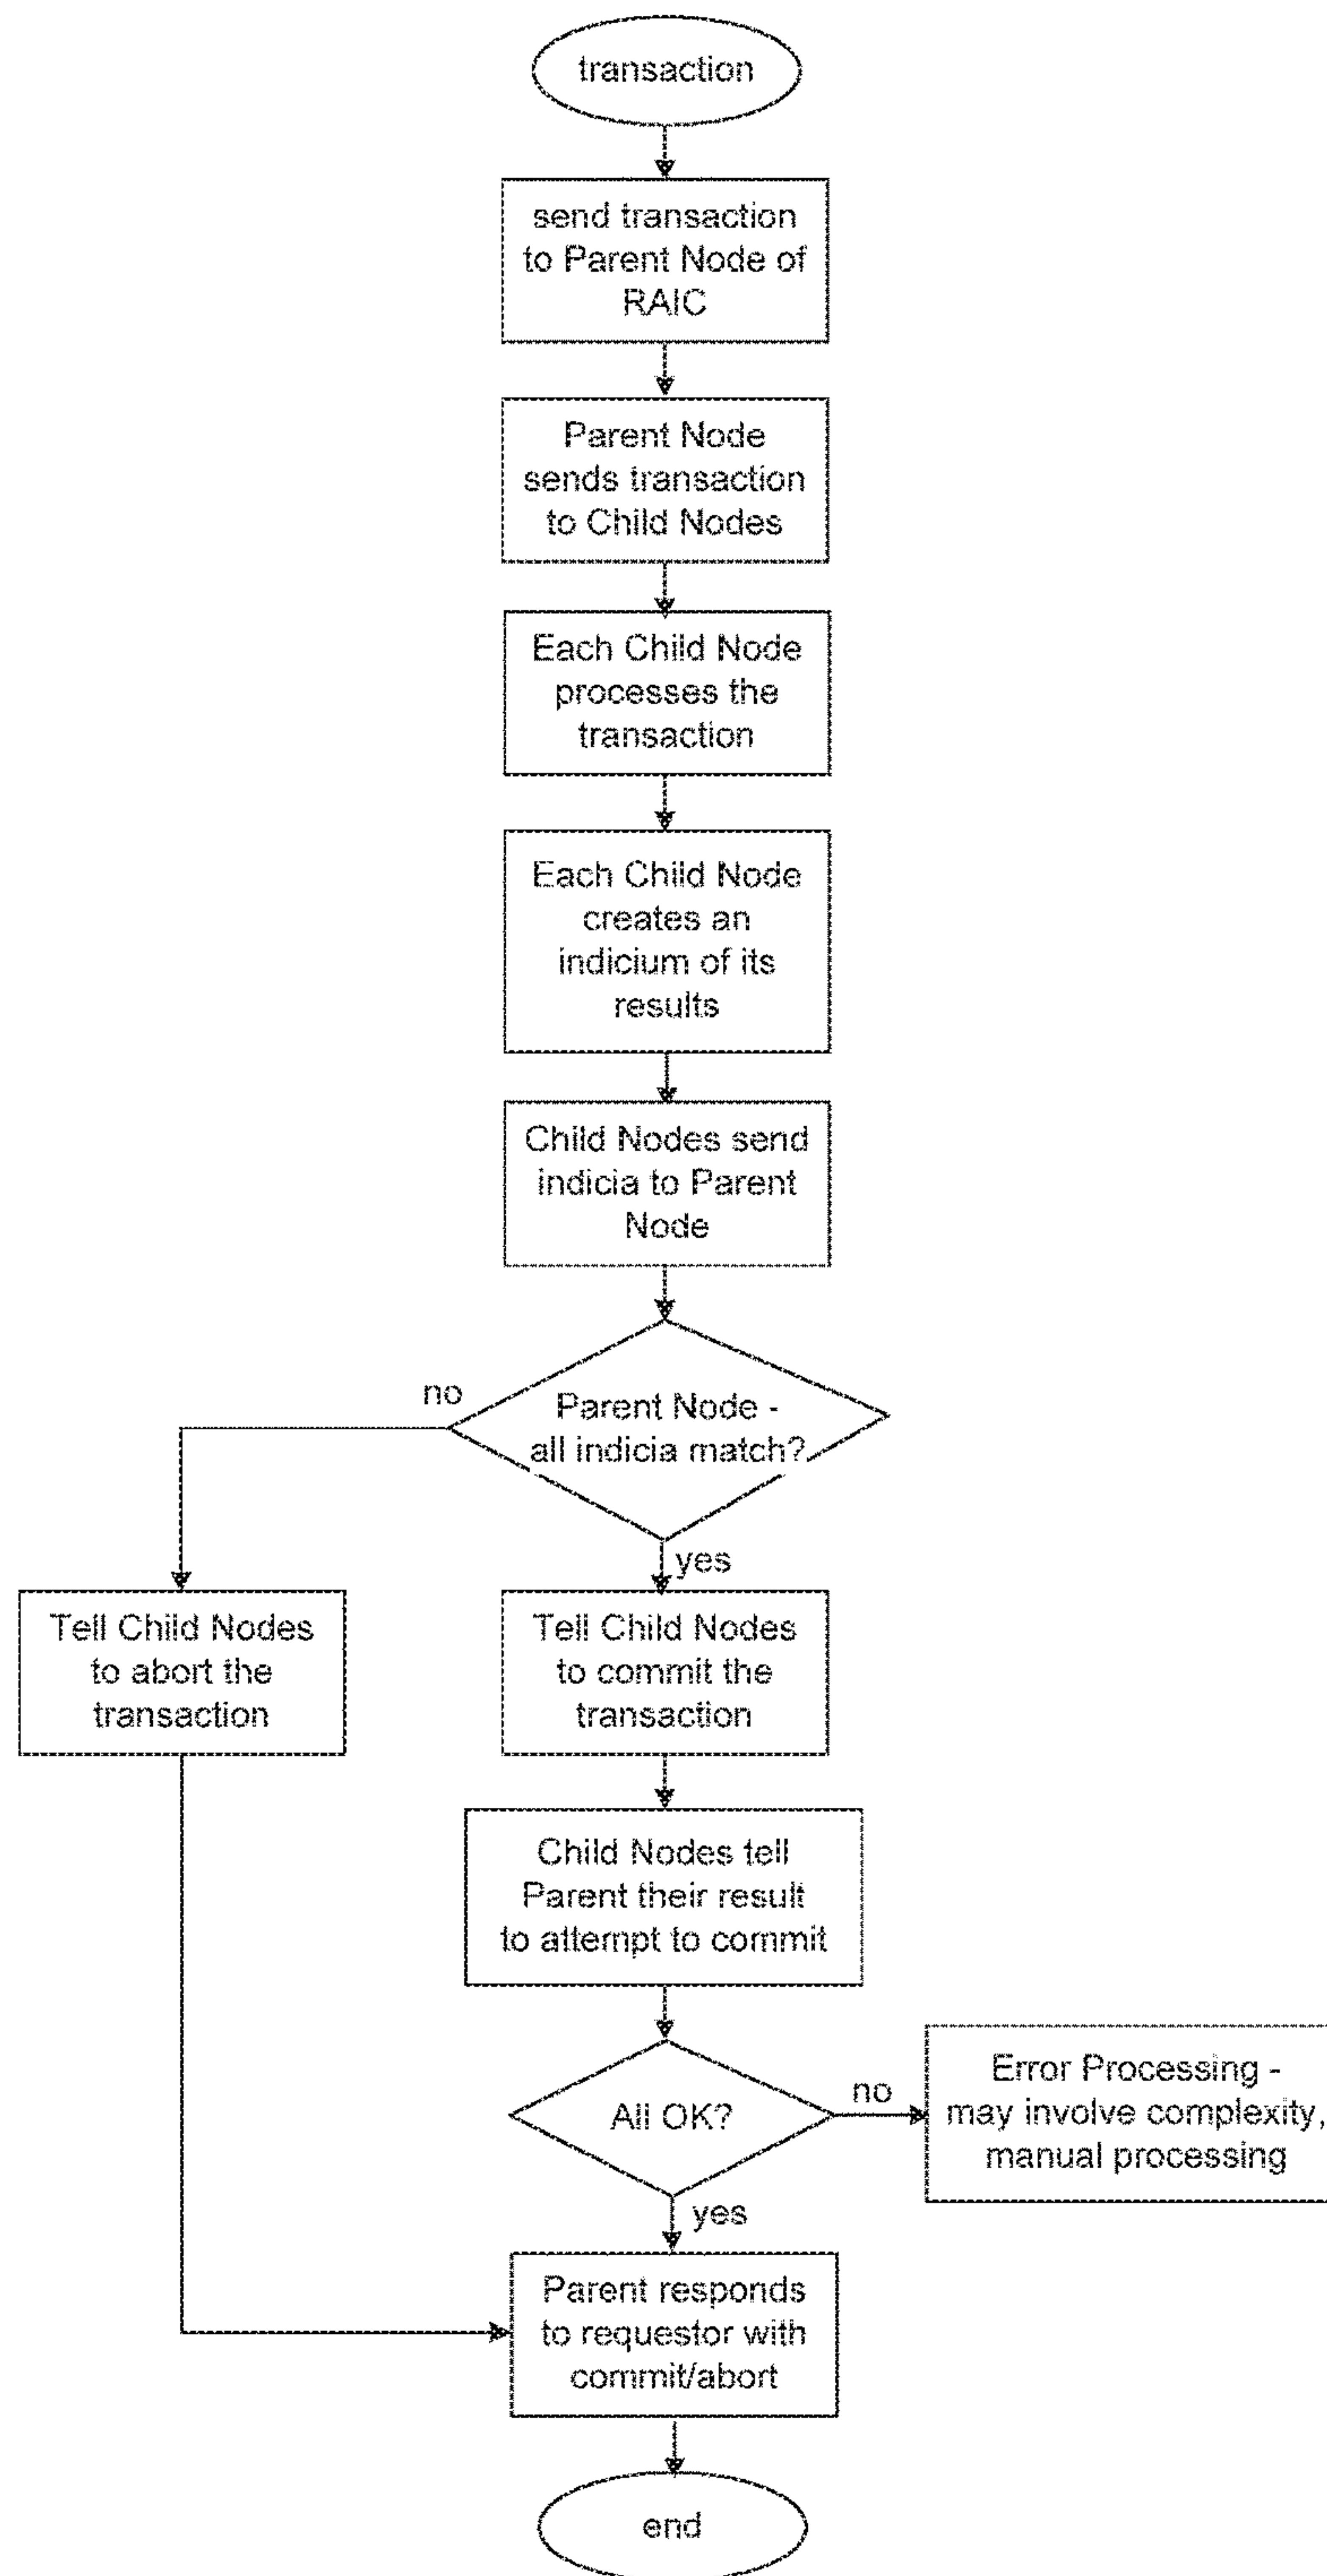 transaction
send transaction
to Parent Node of
RAIC
Parent Node
sends transaction
to Child Nodes
Each Child Node
processes the
transaction
Each Child Node
creates an
indicium of its
results
Child Nodes send
indicia to Parent
Node
Parent Node -
all indicia match?
no
yes
Tell Child Nodes
to abort the
transaction
Tell Child Nodes
to commit the
transaction
Child Nodes tell
Parent their result
to attempt to commit
All OK?
no
Error Processing -
may involve complexity,
manual processing
yes
Parent responds
to requestor with
commit/abort
end